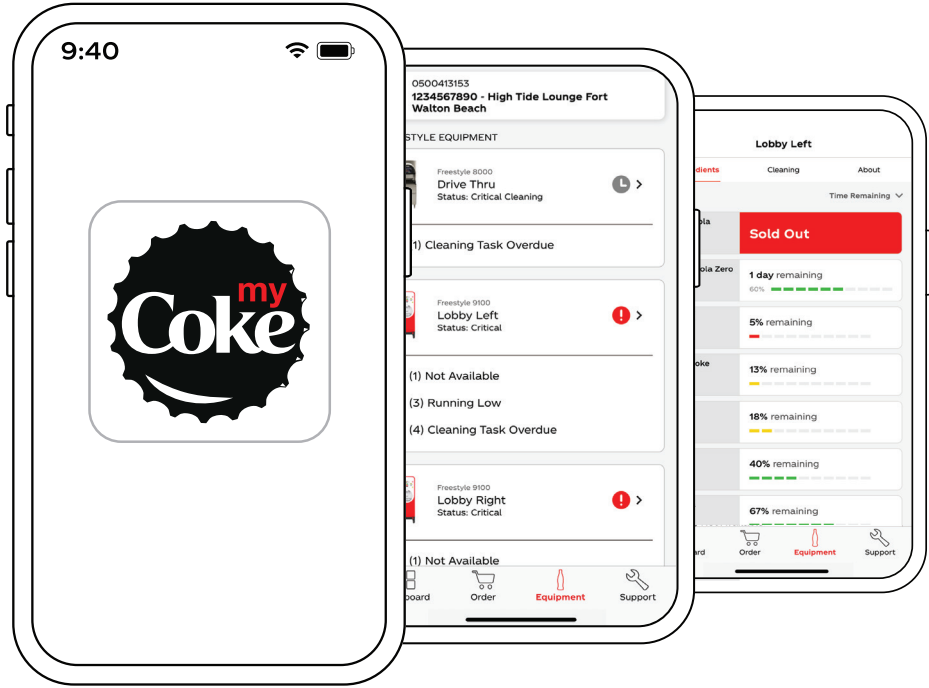 9:40
my
Coke
0500413153
1234567890 - High Tide Lounge Fort
Walton Beach
STYLE EQUIPMENT
Freestyle 8000
Drive Thru
Status: Critical Cleaning
1) Cleaning Task Overdue
Freestyle 9100
Lobby Left
Status: Critical
(1) Not Available
(3) Running Low
(4) Cleaning Task Overdue
Freestyle 9100
Lobby Right
Status: Critical
(1) Not Available
board Order Equipment Support
Lobby Left
dients Cleaning About
Time Remaining
ola
Sold Out
ola Zero
1 day remaining
60%
5% remaining
oke
13% remaining
18% remaining
40% remaining
67% remaining
ard Order Equipment Support